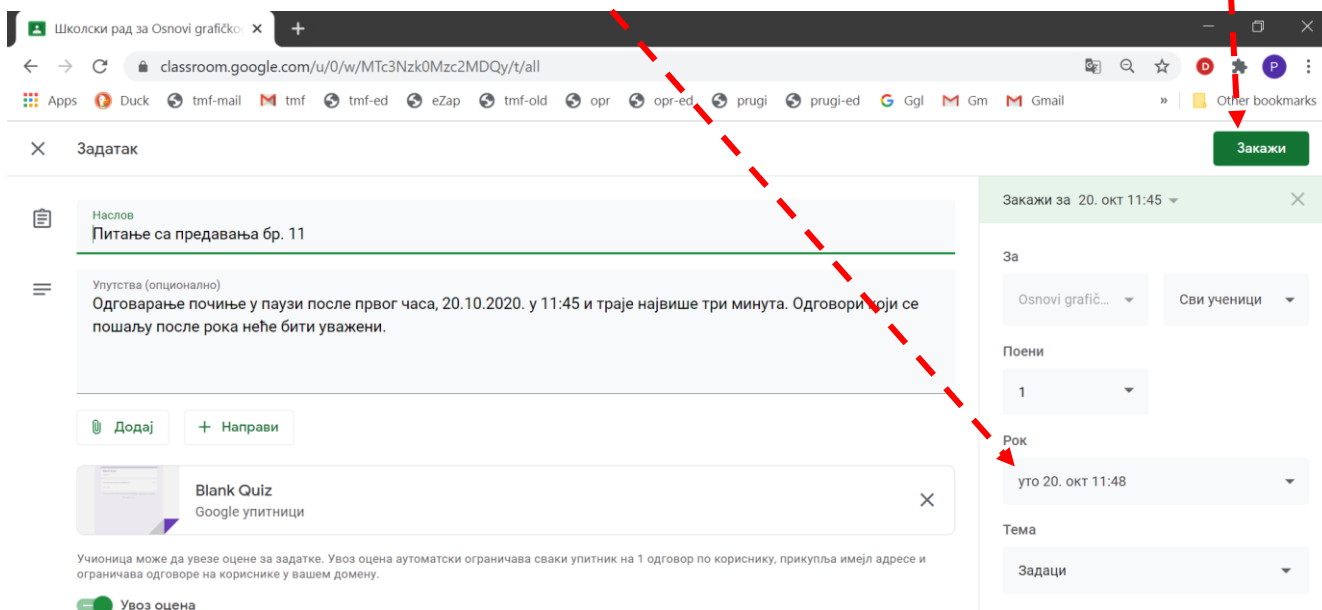 Школски рад за Osnovi grafičko
classroom.google.com/u/0/w/MTc3Nzk0Mzc2MDQy/t/all
Apps Duck tmf-mail tmf tmf-ed eZap tmf-old opr opr-ed prugi prugi-ed Ggl Gm Gmail » Other bookmarks
Задатак
Закажи
Закажи за 20. окт 11:45
Наслов
Питање са предавања бр. 11
Упутства (опционално)
Одговарање почиње у паузи после првог часа, 20.10.2020. у 11:45 и траје највише три минута. Одговори који се
пошаљу после рока неће бити уважени.
Додај
+ Направи
Blank Quiz
Google упитници
Учионица може да увезе оцене за задатке. Увоз оцена аутоматски ограничава сваки упитник на 1 одговор по кориснику, прикупља имејл адресе и
ограничава одговоре на кориснике у вашем домену.
Увоз оцена
За
Osnovi grafič...
Сви ученици
Поени
1
Рок
уто 20. окт 11:48
Тема
Задаци